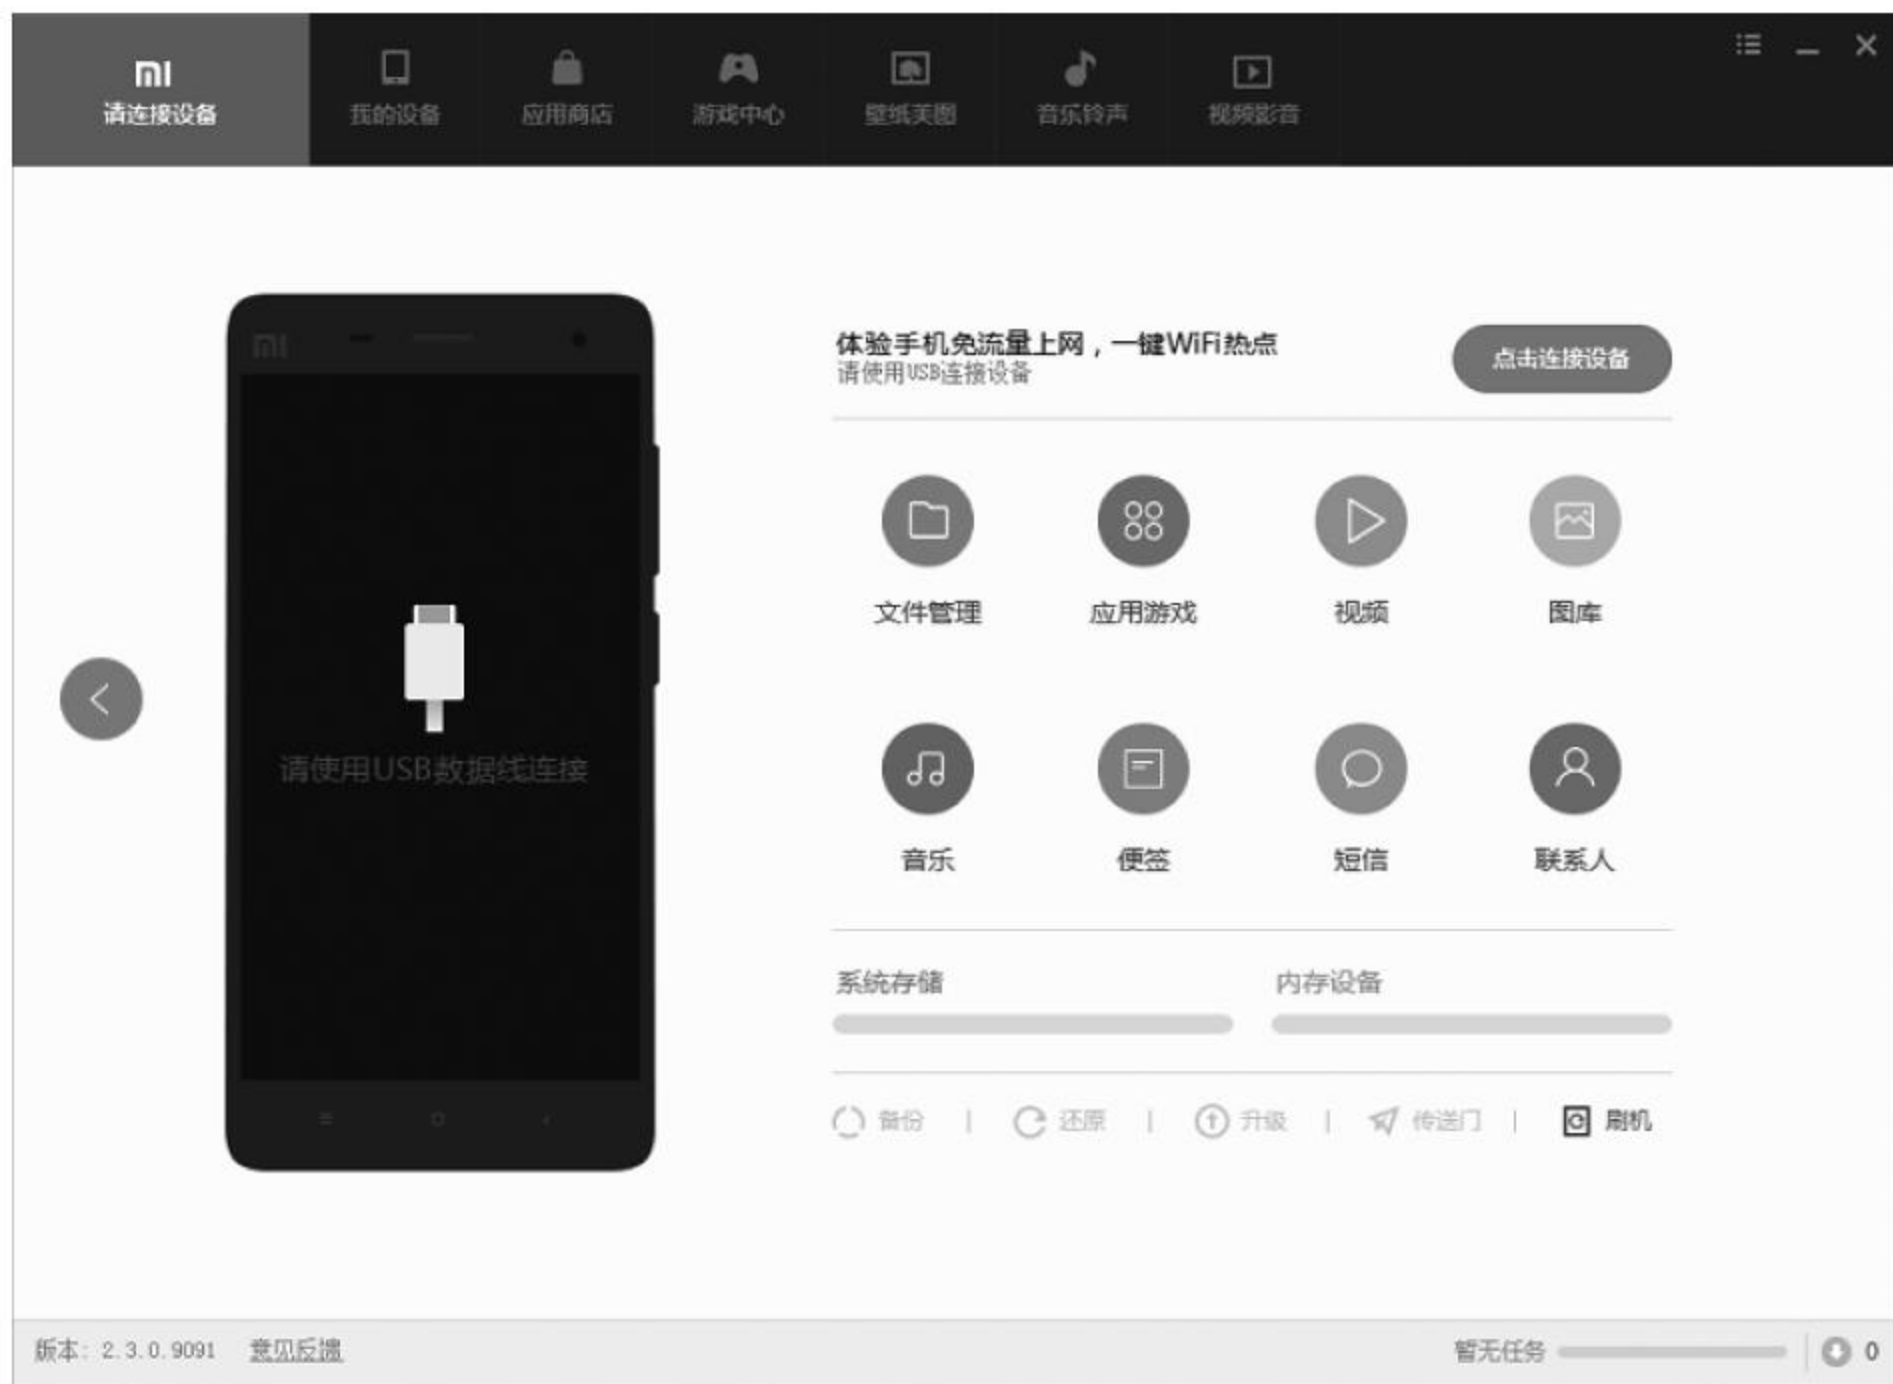 请连接设备
我的设备
应用商店
游戏中心
壁纸美图
音乐铃声
视频影音
体验手机免流量上网，一键WiFi热点
请使用USB连接设备
点击连接设备
文件管理
应用游戏
视频
图库
请使用USB数据线连接
音乐
便签
短信
联系人
系统存储
内存设备
备份 | 还原 | 升级 | 传送门 | 刷机
版本: 2.3.0.9091 意见反馈
暂无任务
0